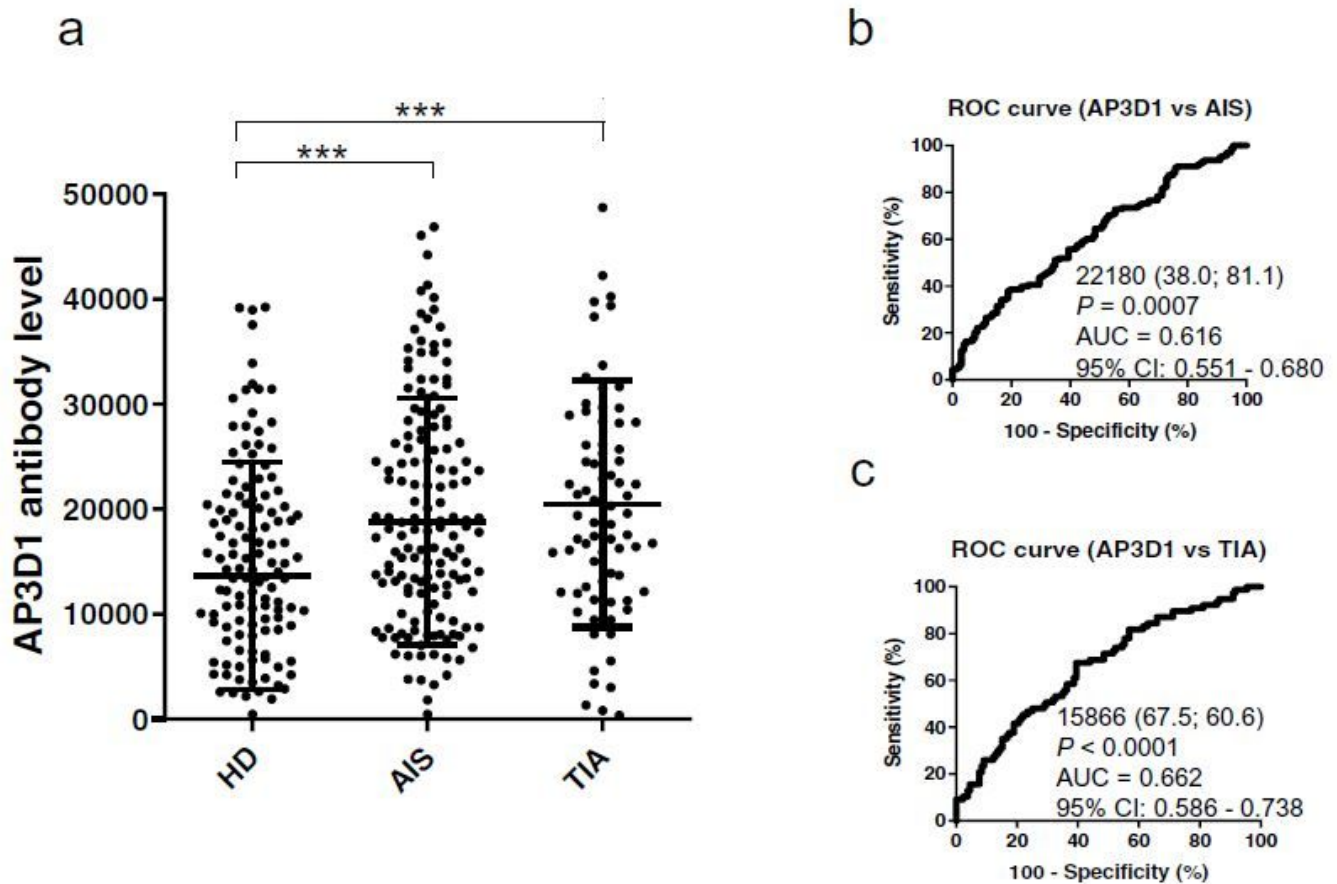 a
***
***
50000
40000
30000
20000
10000
0
AP3D1 antibody level
HD
AIS
TIA
b
ROC curve (AP3D1 vs AIS)
100
80
60
40
20
0
Sensitivity (%)
22180 (38.0; 81.1)
P = 0.0007
AUC = 0.616
95% CI: 0.551 - 0.680
0 20 40 60 80 100
100 - Specificity (%)
c
ROC curve (AP3D1 vs TIA)
100
80
60
40
20
0
Sensitivity (%)
15866 (67.5; 60.6)
P < 0.0001
AUC = 0.662
95% CI: 0.586 - 0.738
0 20 40 60 80 100
100 - Specificity (%)